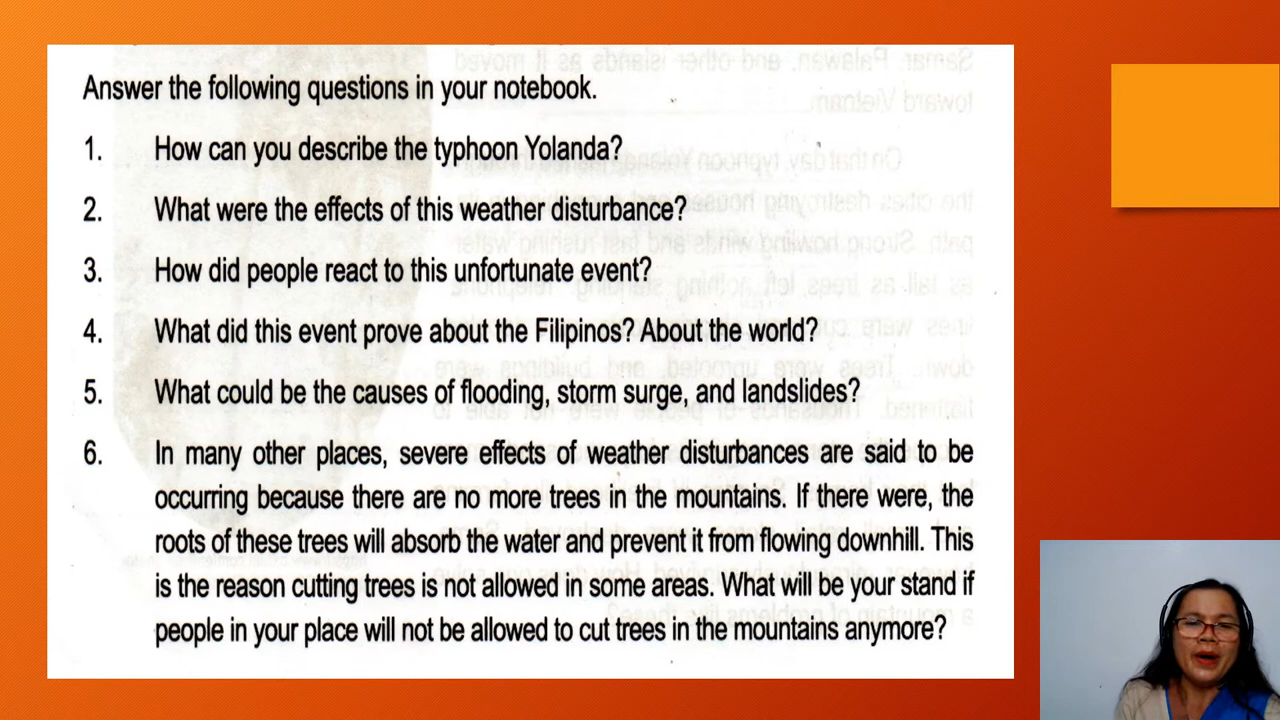 Answer the following questions in your notebook.
1. How can you describe the typhoon Yolanda?
2. What were the effects of this weather disturbance?
3. How did people react to this unfortunate event?
4. What did this event prove about the Filipinos? About the world?
5. What could be the causes of flooding, storm surge, and landslides?
6. In many other places, severe effects of weather disturbances are said to be
occurring because there are no more trees in the mountains. If there were, the
roots of these trees will absorb the water and prevent it from flowing downhill. This
is the reason cutting trees is not allowed in some areas. What will be your stand if
people in your place will not be allowed to cut trees in the mountains anymore?